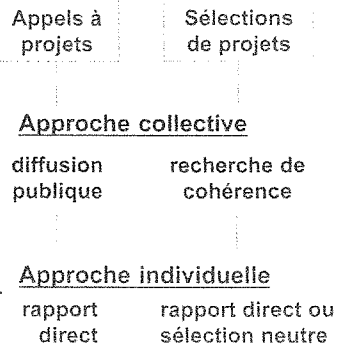 Appels à
projets
Sélections
de projets
Approche collective
diffusion
publique
recherche de
cohérence
Approche individuelle
rapport
direct
rapport direct ou
sélection neutre